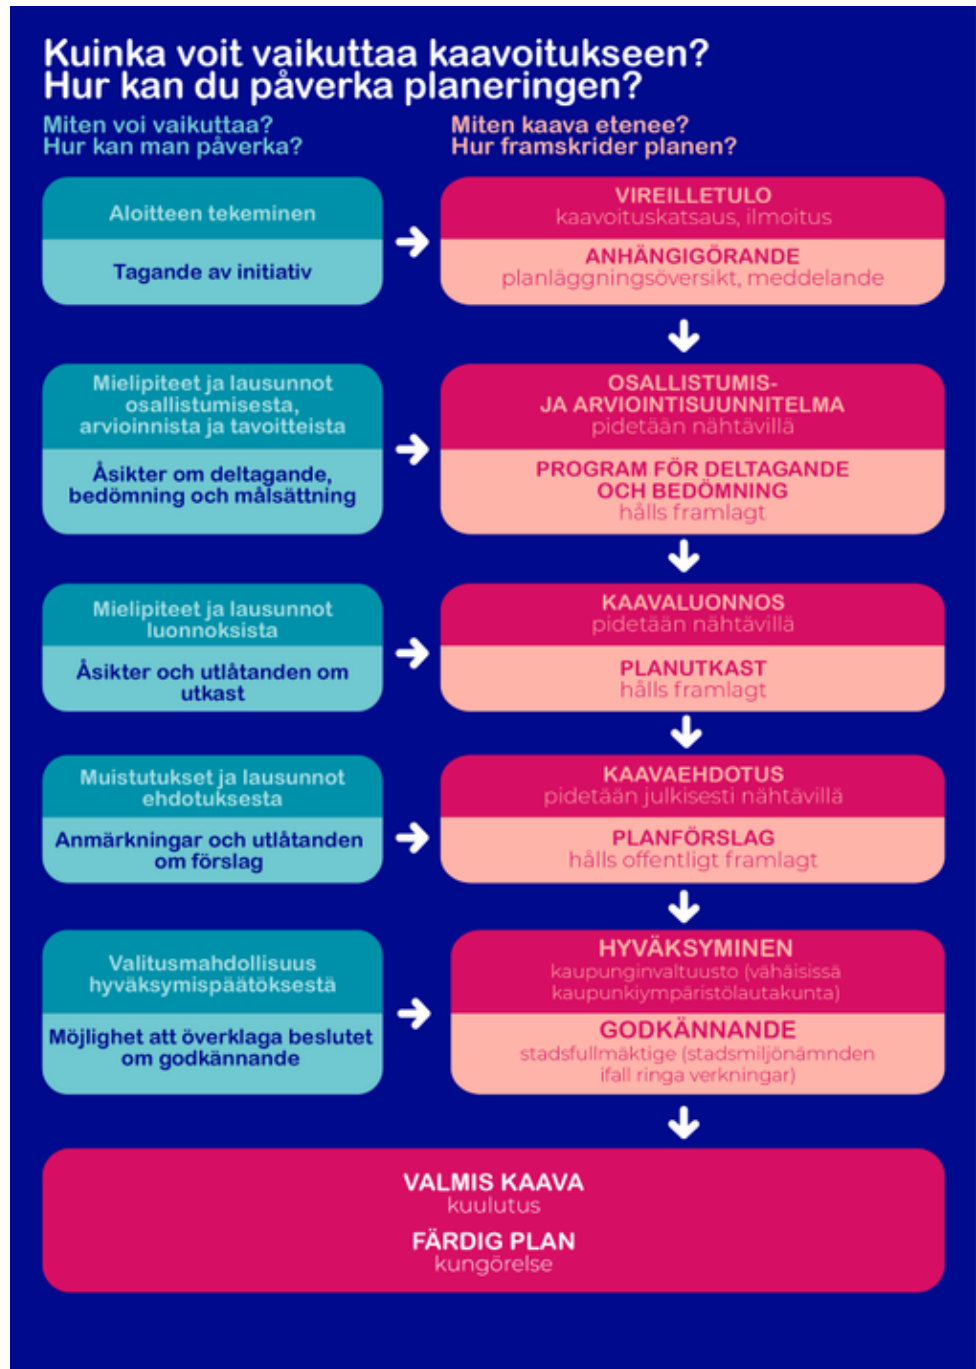 Kuinka voit vaikuttaa kaavoitukseen?
Hur kan du påverka planeringen?
Miten voi vaikuttaa?
Hur kan man påverka?
Miten kaava etenee?
Hur framskrider planen?
Aloitteen tekeminen
Tagande av initiativ
VIREILLETULO
kaavoituskatsaus, ilmoitus
ANHÄNGIGÖRANDE
planläggningsöversikt, meddelande
Mielipiteet ja lausunnot
osallistumisesta,
arvioinnista ja tavoitteista
Åsikter om deltagande,
bedömning och målsättning
OSALLISTUMIS-
JA ARVIOINTISUUNNITELMA
pidetään nähtävillä
PROGRAM FÖR DELTAGANDE
OCH BEDÖMNING
hålls framlagt
Mielipiteet ja lausunnot
luonnoksista
Åsikter och utlåtanden om
utkast
KAAVALUONNOS
pidetään nähtävillä
PLANUTKAST
hålls framlagt
Muistutukset ja lausunnot
ehdotuksesta
Anmärkningar och utlåtanden
om förslag
KAAVAEHDOTUS
pidetään julkisesti nähtävillä
PLANFÖRSLAG
hålls offentligt framlagt
Valitusmahdollisuus
hyväksymispäätöksestä
Möjlighet att överklaga beslutet
om godkännande
HYVÄKSYMINEN
kaupunginvaltuusto (vähäisissä
kaupunkiympäristölautakunta)
GODKÄNNANDE
stadsfullmäktige (stadsmiljönämnden
ifall ringa verkningar)
VALMIS KAAVA
kuulutus
FÄRDIG PLAN
kungörelse